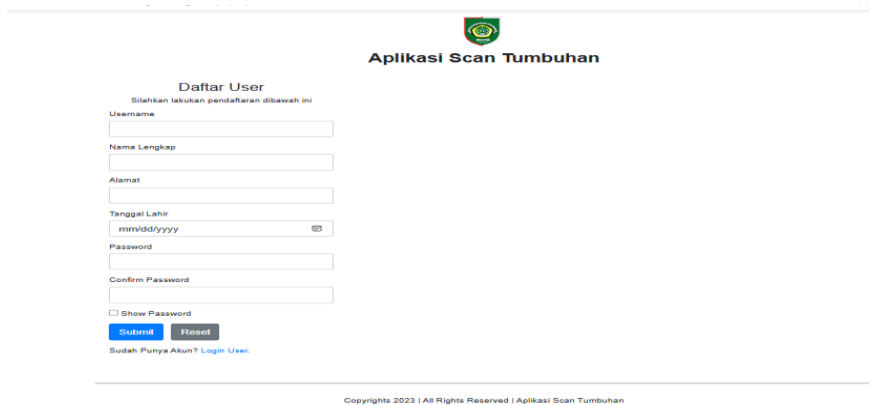 Aplikasi Scan Tumbuhan
Daftar User
Silahkan lakukan pendaftaran dibawah ini
Username
Nama Lengkap
Alamat
Tanggal Lahir
mm/dd/yyyy
Password
Confirm Password
Show Password
Submit Reset
Sudah Punya Akun? Login User.
Copyrights 2023 | All Rights Reserved | Aplikasi Scan Tumbuhan